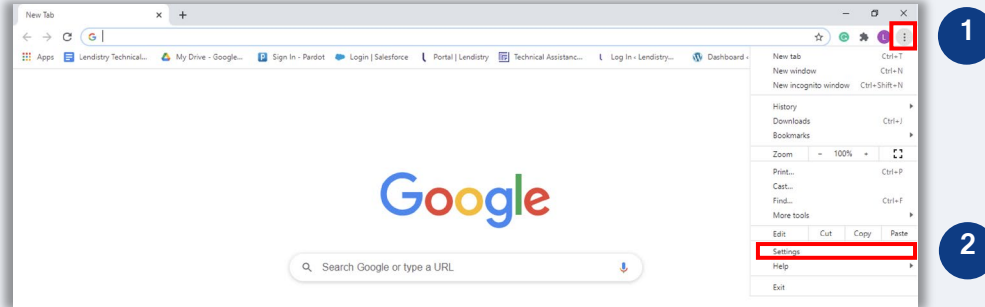 New Tab × +
G
L
1
Apps Lendistry Technical... My Drive - Google... Sign In - Pardot Login | Salesforce Portal | Lendistry Technical Assistanc... Log In ‹ Lendistry... Dashboard ‹
New tab Ctrl+T
New window Ctrl+N
New incognito window Ctrl+Shift+N
History
Downloads Ctrl+J
Bookmarks
Zoom - 100% +
Print... Ctrl+P
Cast...
Find... Ctrl+F
More tools
Edit Cut Copy Paste
Settings
2
Help
Exit
Google
Search Google or type a URL